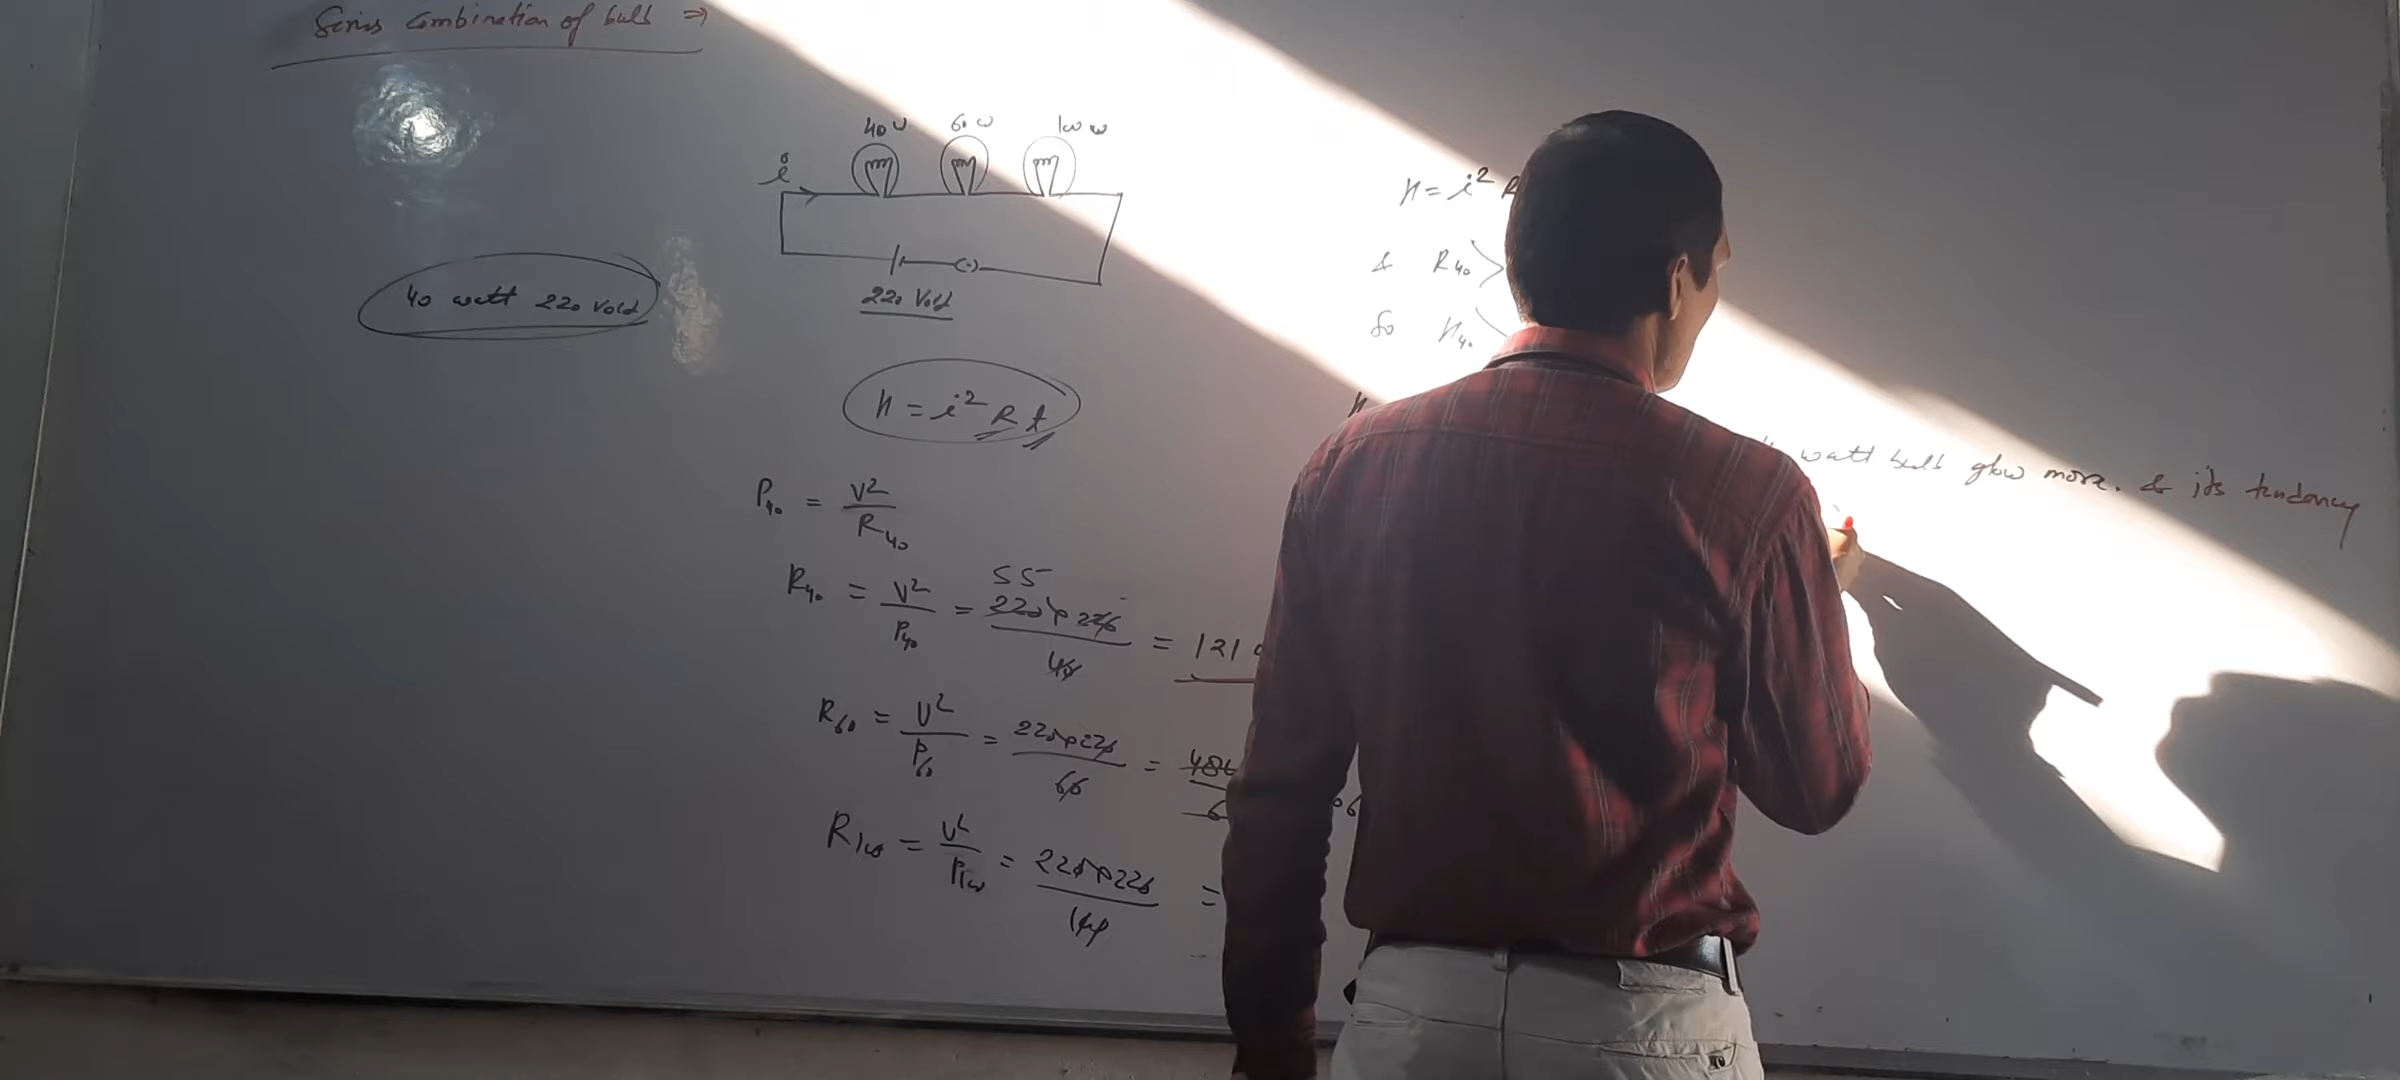 Series Combination of bulb ⇒
40 W 60 W 100 W
i
220 Volt
40 watt 220 Volt
H = i² R t
P₄₀ = V² / R₄₀
R₄₀ = V² / P₄₀ = 220 × 220 / 40 = 121
55
R₆₀ = V² / P₆₀ = 220 × 220 / 60 =
R₁₀₀ = V² / P₁₀₀ = 220 × 220 / 100 =
H = i² R
& R₄₀ >
So H₄₀ >
H
watt bulb glow more. & its tendancy